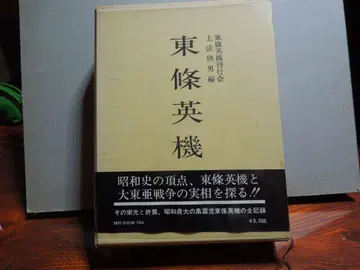 東條英機刊行会
上法快男編
東條英機
昭和史の頂点、東條英機と
大東亜戦争の実相を探る!!
その栄光と終焉、昭和最大の風雲児東條英機の全記録
¥3,500